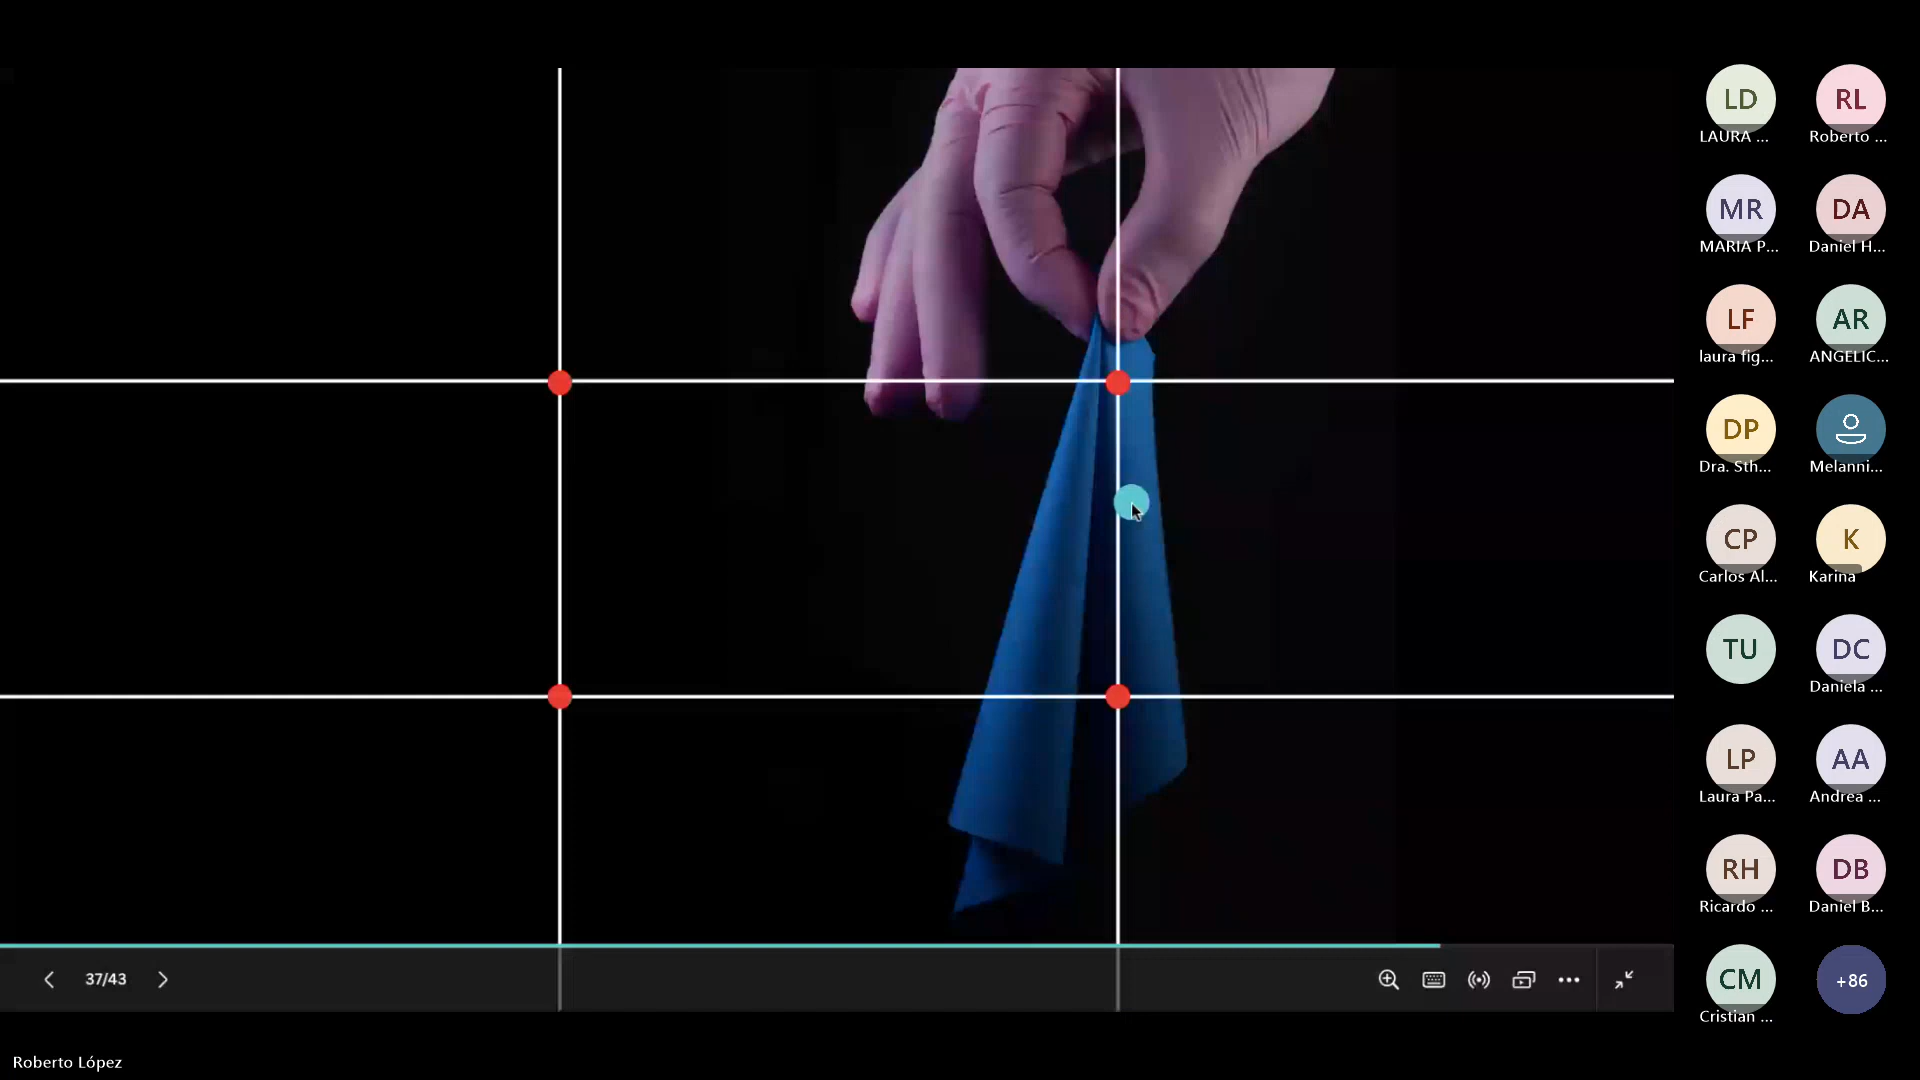 LD
RL
LAURA ...
Roberto ...
MR
DA
MARIA P...
Daniel H...
LF
AR
laura fig...
ANGELIC...
DP
Dra. Sth...
Melanni...
CP
K
Carlos Al...
Karina
TU
DC
Daniela ...
LP
AA
Laura Pa...
Andrea ...
RH
DB
Ricardo ...
Daniel B...
CM
+86
Cristian ...
37/43
Roberto López